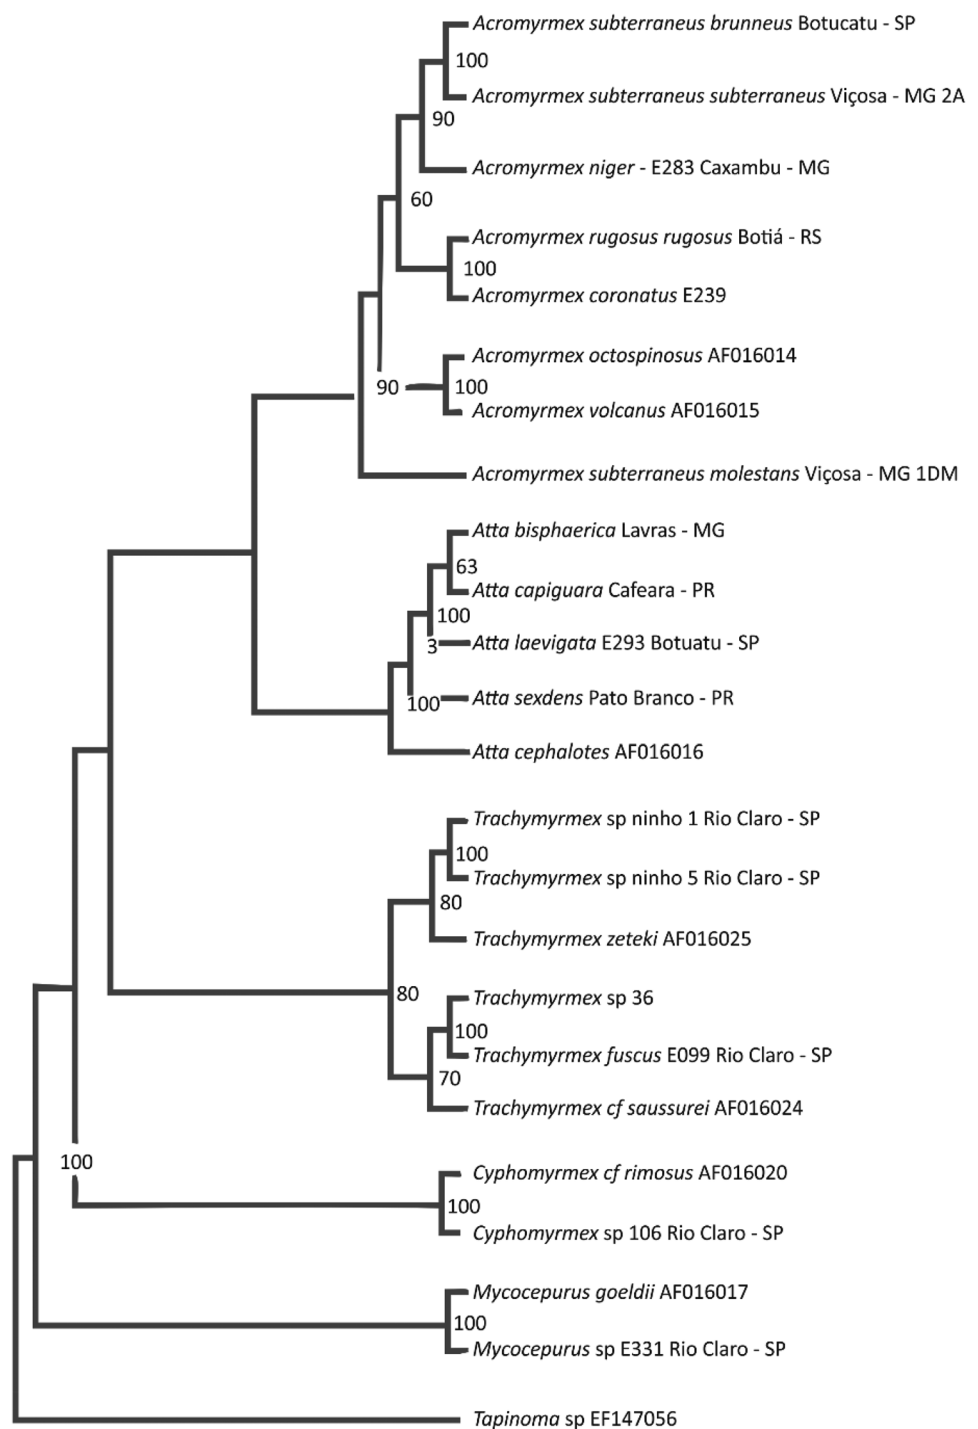 Acromyrmex subterraneus brunneus Botucatu - SP
100
Acromyrmex subterraneus subterraneus Viçosa - MG 2A
90
Acromyrmex niger - E283 Caxambu - MG
60
Acromyrmex rugosus rugosus Botiá - RS
100
Acromyrmex coronatus E239
Acromyrmex octospinosus AF016014
90 100
Acromyrmex volcanus AF016015
Acromyrmex subterraneus molestans Viçosa - MG 1DM
Atta bisphaerica Lavras - MG
63
Atta capiguara Cafeara - PR
100
3 Atta laevigata E293 Botuatu - SP
100 Atta sexdens Pato Branco - PR
Atta cephalotes AF016016
Trachymyrmex sp ninho 1 Rio Claro - SP
100
Trachymyrmex sp ninho 5 Rio Claro - SP
80
Trachymyrmex zeteki AF016025
80
Trachymyrmex sp 36
100
Trachymyrmex fuscus E099 Rio Claro - SP
70
Trachymyrmex cf saussurei AF016024
100
Cyphomyrmex cf rimosus AF016020
100
Cyphomyrmex sp 106 Rio Claro - SP
Mycocepurus goeldii AF016017
100
Mycocepurus sp E331 Rio Claro - SP
Tapinoma sp EF147056